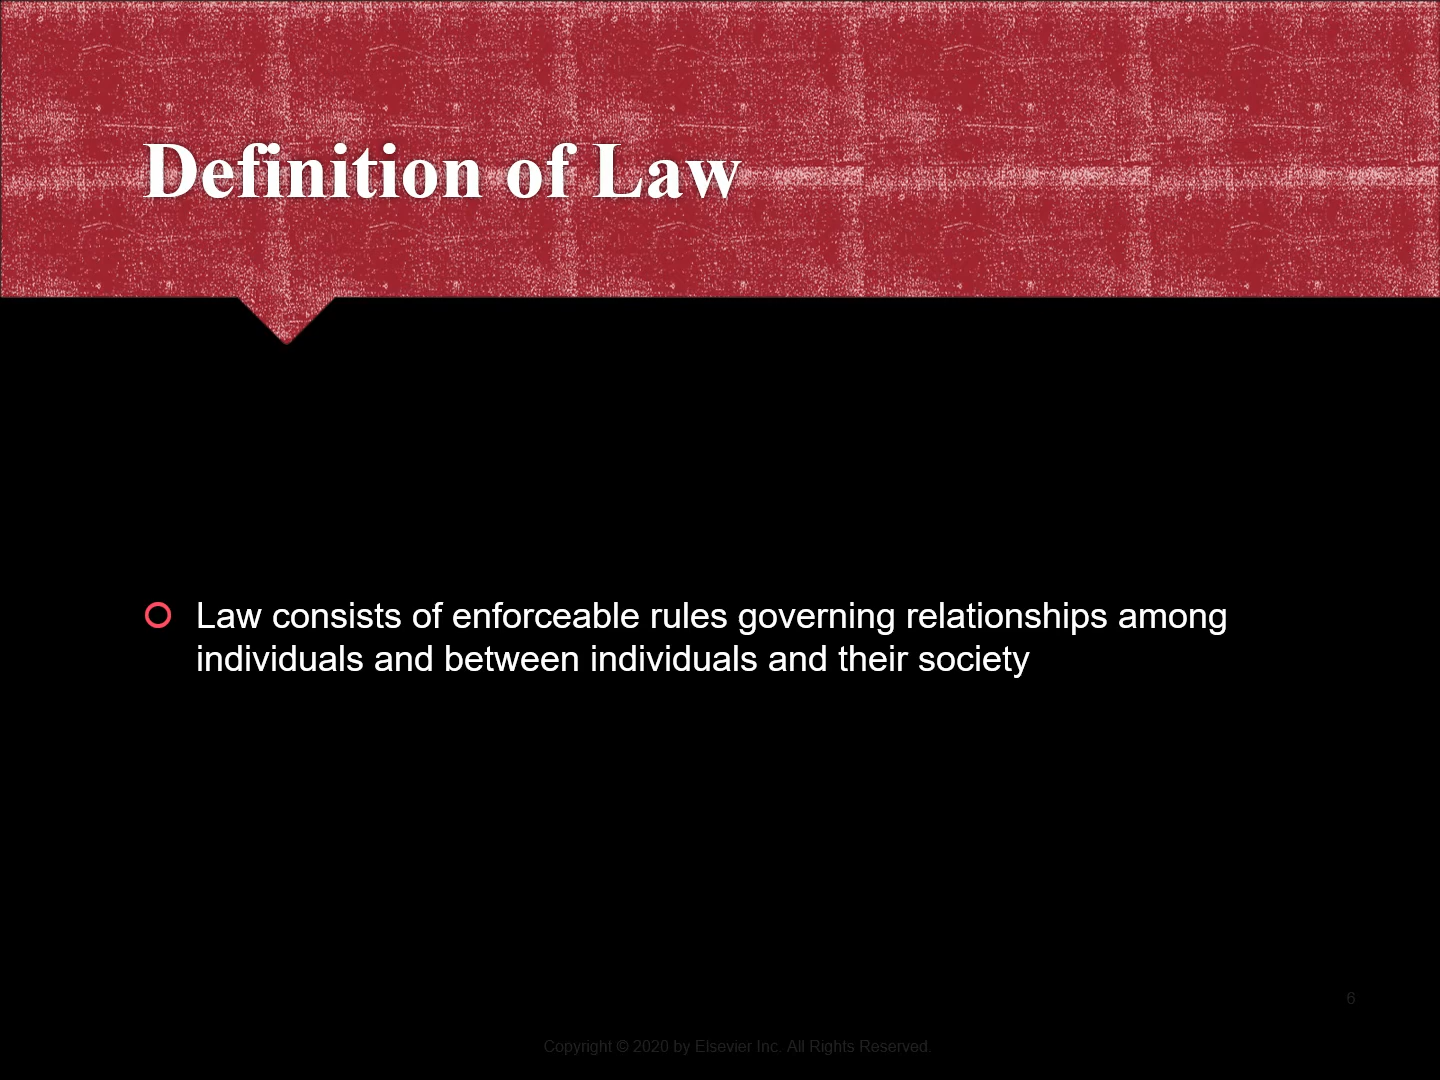 Definition of Law
Law consists of enforceable rules governing relationships among
individuals and between individuals and their society
6
Copyright © 2020 by Elsevier Inc. All Rights Reserved.